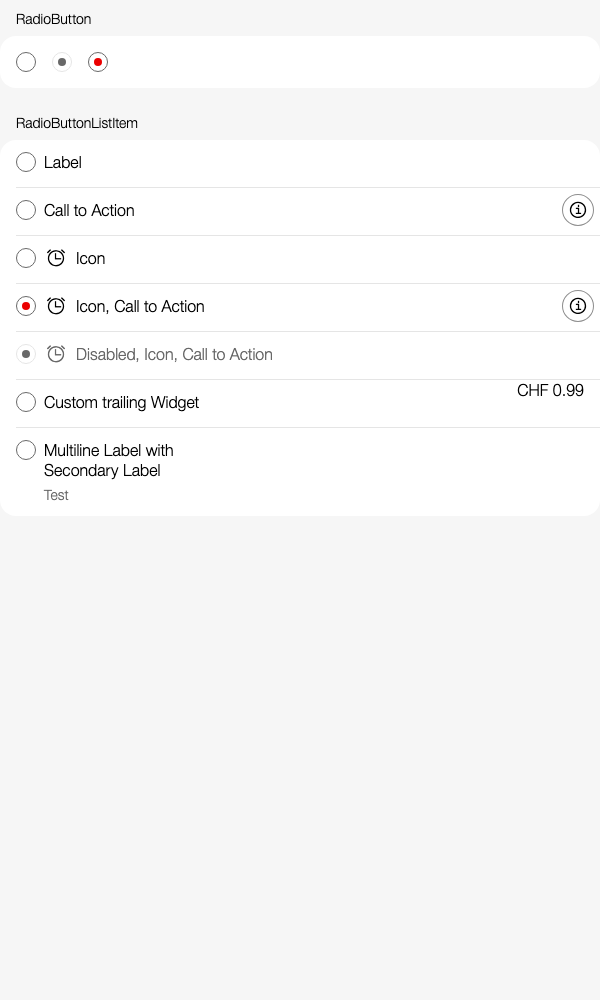 RadioButton
RadioButtonListItem
Label
Call to Action
Icon
Icon, Call to Action
Disabled, Icon, Call to Action
CHF 0.99
Custom trailing Widget
Multiline Label with
Secondary Label
Test